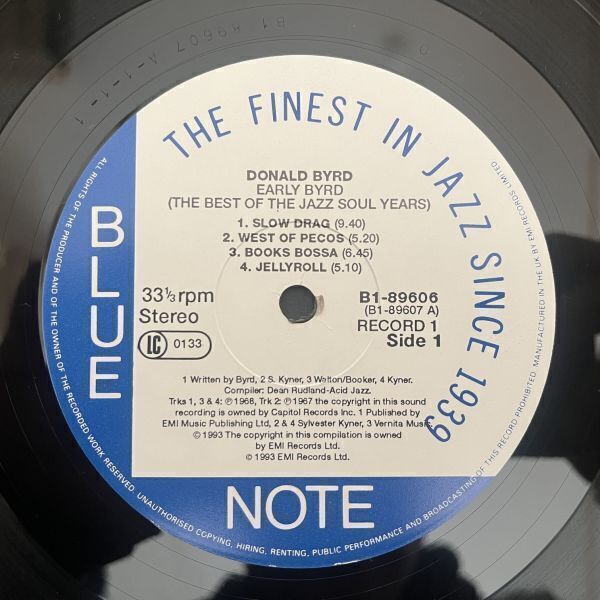 B1 89607 A-1-1-1
THE FINEST IN JAZZ SINCE 1939
DONALD BYRD
EARLY BYRD
(THE BEST OF THE JAZZ SOUL YEARS)
1. SLOW DRAG (9.40)
2. WEST OF PECOS (5.20)
3. BOOKS BOSSA (6.45)
4. JELLYROLL (5.10)
33⅓ rpm
Stereo
LC 0133
B1-89606
(B1-89607 A)
RECORD 1
Side 1
1 Written by Byrd, 2 S. Kyner, 3 Walton/Booker, 4 Kyner.
Compiler: Dean Rudland-Acid Jazz.
Trks 1, 3 & 4: ℗1968, Trk 2: ℗1967 the copyright in this sound
recording is owned by Capitol Records Inc. 1 Published by
EMI Music Publishing Ltd, 2 & 4 Sylvester Kyner, 3 Vernita Music.
© 1993 The copyright in this compilation is owned
by EMI Records Ltd.
© 1993 EMI Records Ltd.
BLUE
NOTE
ALL RIGHTS OF THE PRODUCER AND OF THE OWNER OF THE RECORDED WORK RESERVED. UNAUTHORISED COPYING, HIRING, RENTING, PUBLIC PERFORMANCE AND BROADCASTING OF THIS RECORD PROHIBITED. MANUFACTURED IN THE UK BY EMI RECORDS LIMITED